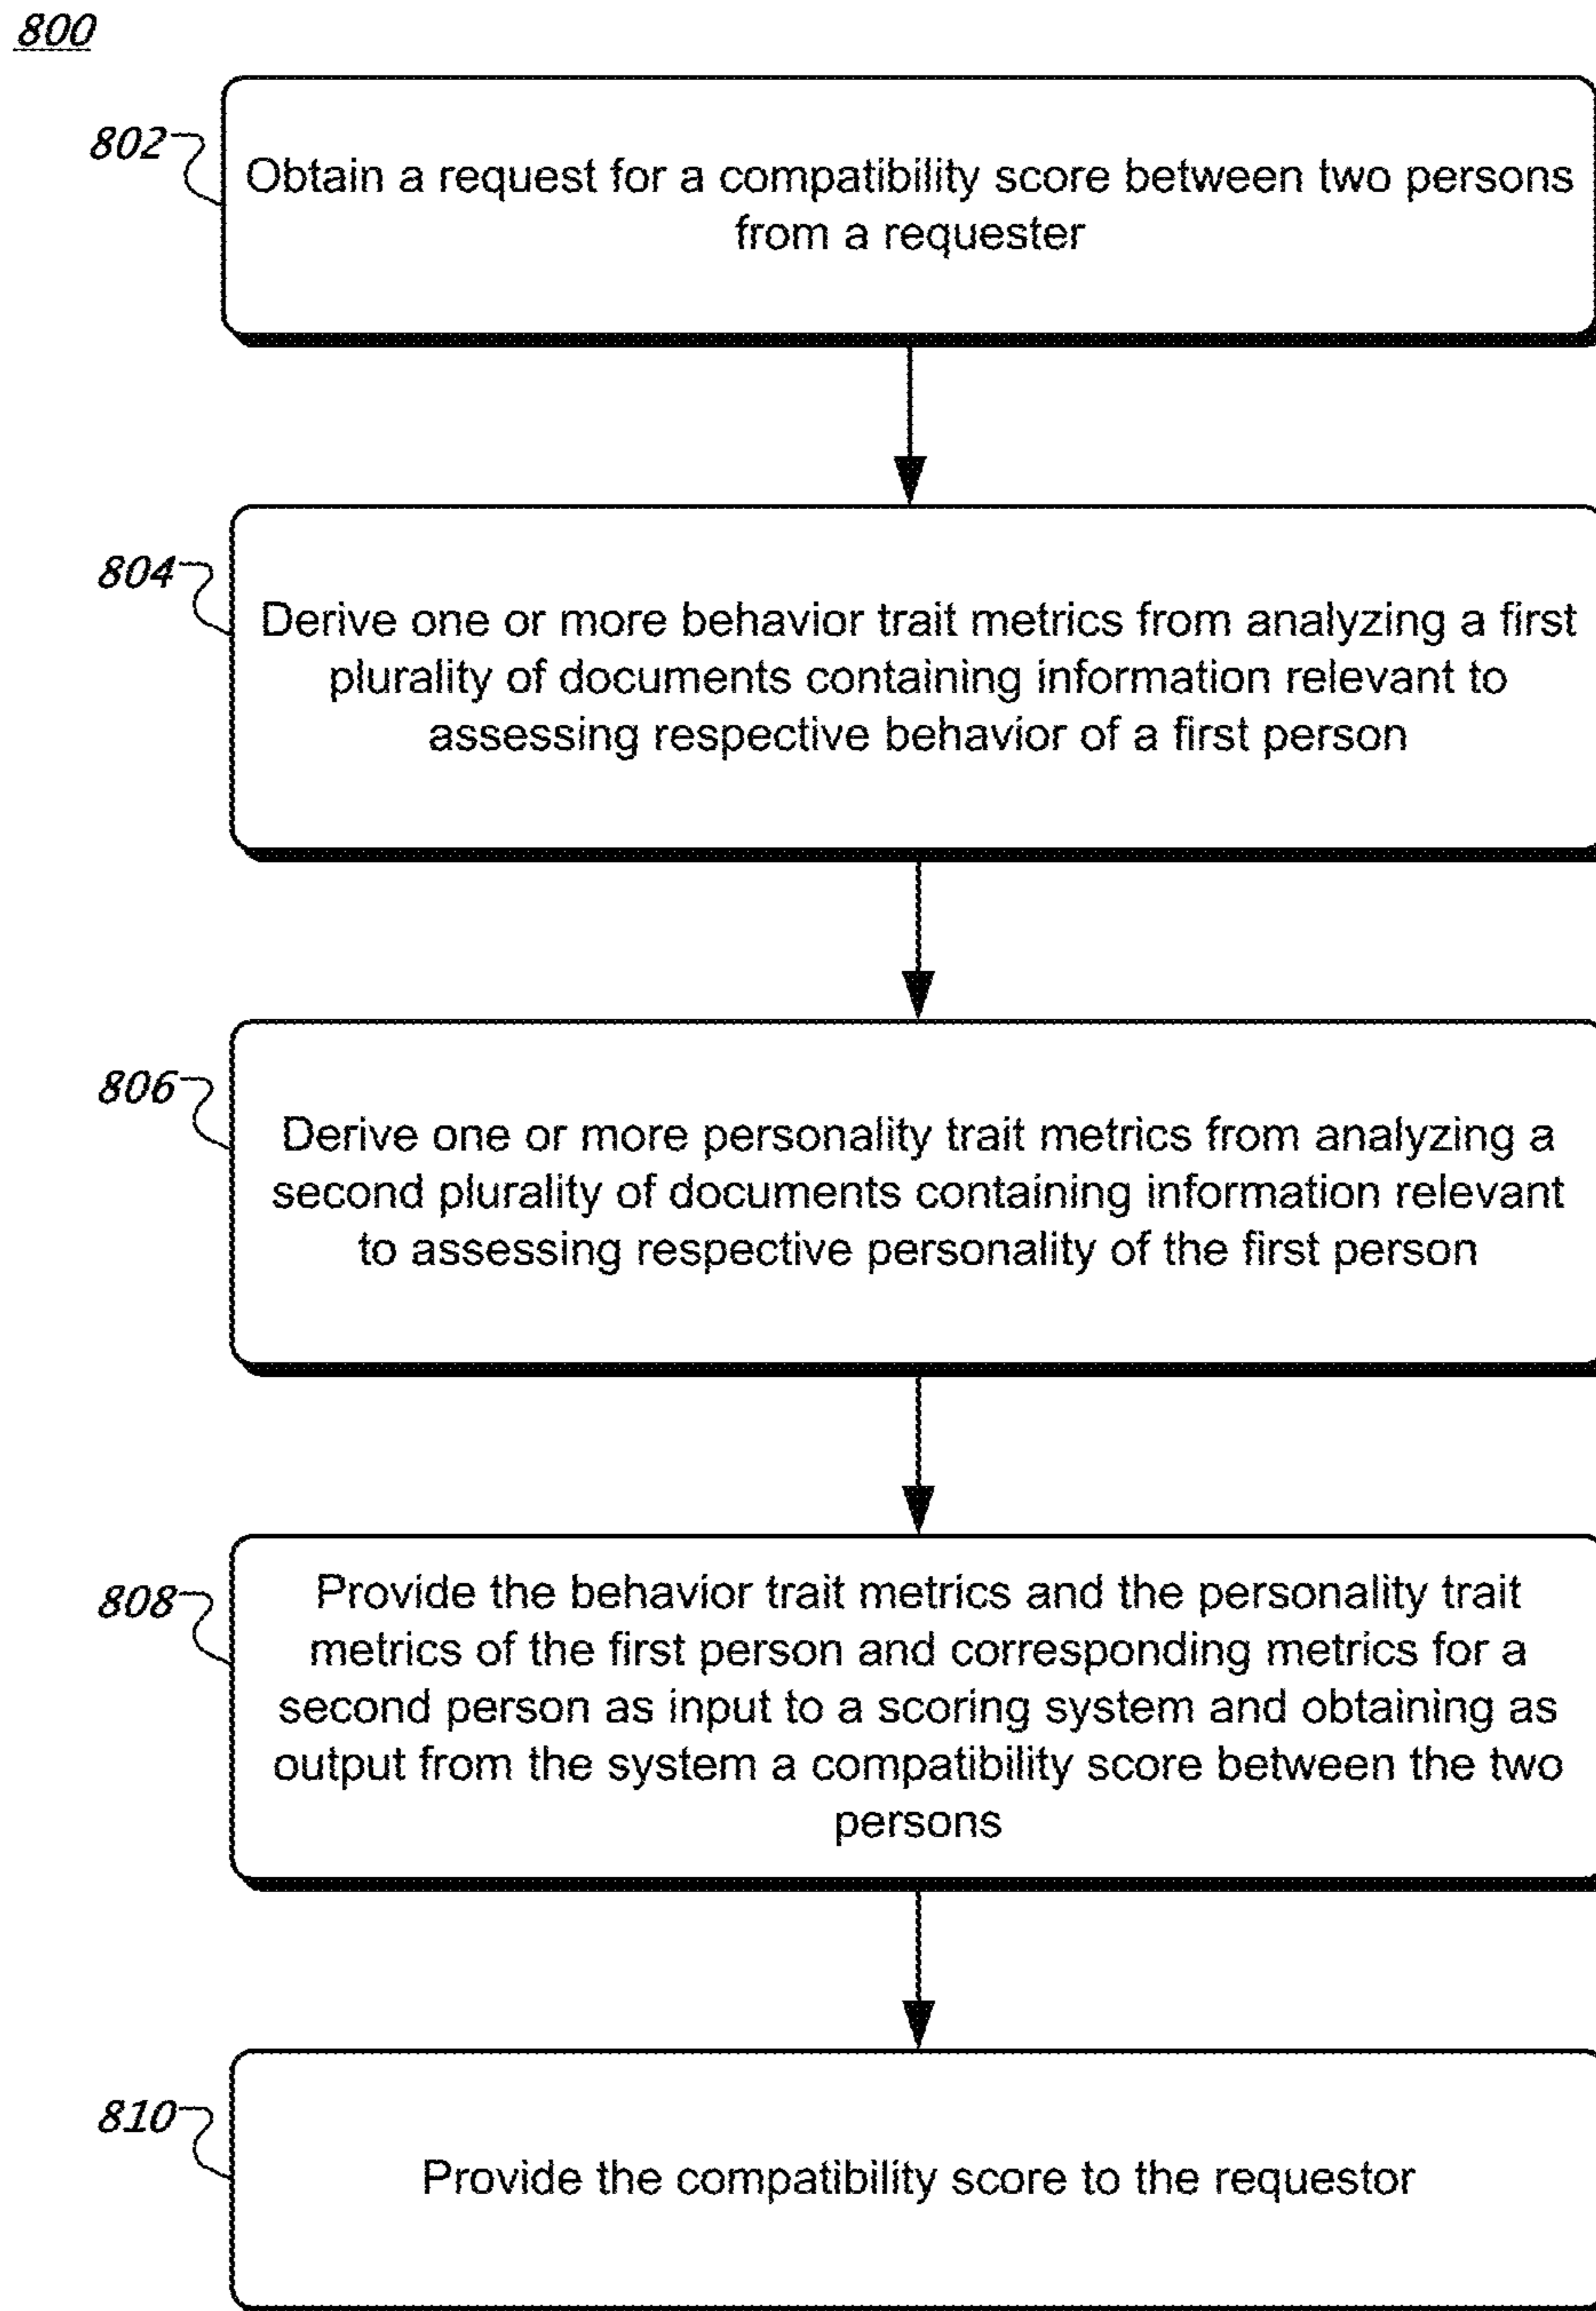 800
802
Obtain a request for a compatibility score between two persons
from a requester
804
Derive one or more behavior trait metrics from analyzing a first
plurality of documents containing information relevant to
assessing respective behavior of a first person
806
Derive one or more personality trait metrics from analyzing a
second plurality of documents containing information relevant
to assessing respective personality of the first person
808
Provide the behavior trait metrics and the personality trait
metrics of the first person and corresponding metrics for a
second person as input to a scoring system and obtaining as
output from the system a compatibility score between the two
persons
810
Provide the compatibility score to the requestor